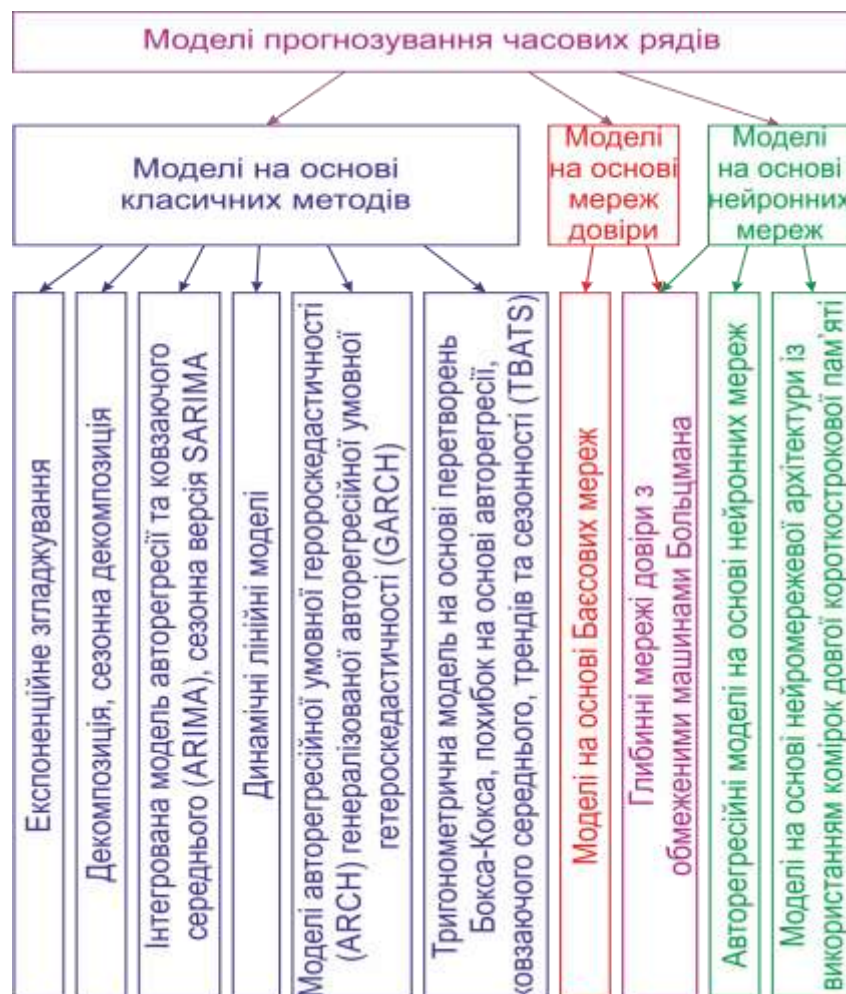 Моделі прогнозування часових рядів
Моделі на основі
класичних методів
Моделі
на основі
мереж
довіри
Моделі
на основі
нейронних
мереж
Експоненційне згладжування
Декомпозиція, сезонна декомпозиція
Інтегрована модель авторегресії та ковзаючого
середнього (ARIMA), сезонна версія SARIMA
Динамічні лінійні моделі
Моделі авторегресійної умовної геророскедастичності
(ARCH) генералізованої авторегресійної умовної
гетероскедастичності (GARCH)
Тригонометрична модель на основі перетворень
Бокса-Кокса, похибок на основі авторегресії,
ковзаючого середнього, трендів та сезонності (TBATS)
Моделі на основі Баєсових мереж
Глибинні мережі довіри з
обмеженими машинами Больцмана
Авторегресійні моделі на основі нейронних мереж
Моделі на основі нейромережевої архітектури із
використанням комірок довгої короткострокової пам`яті